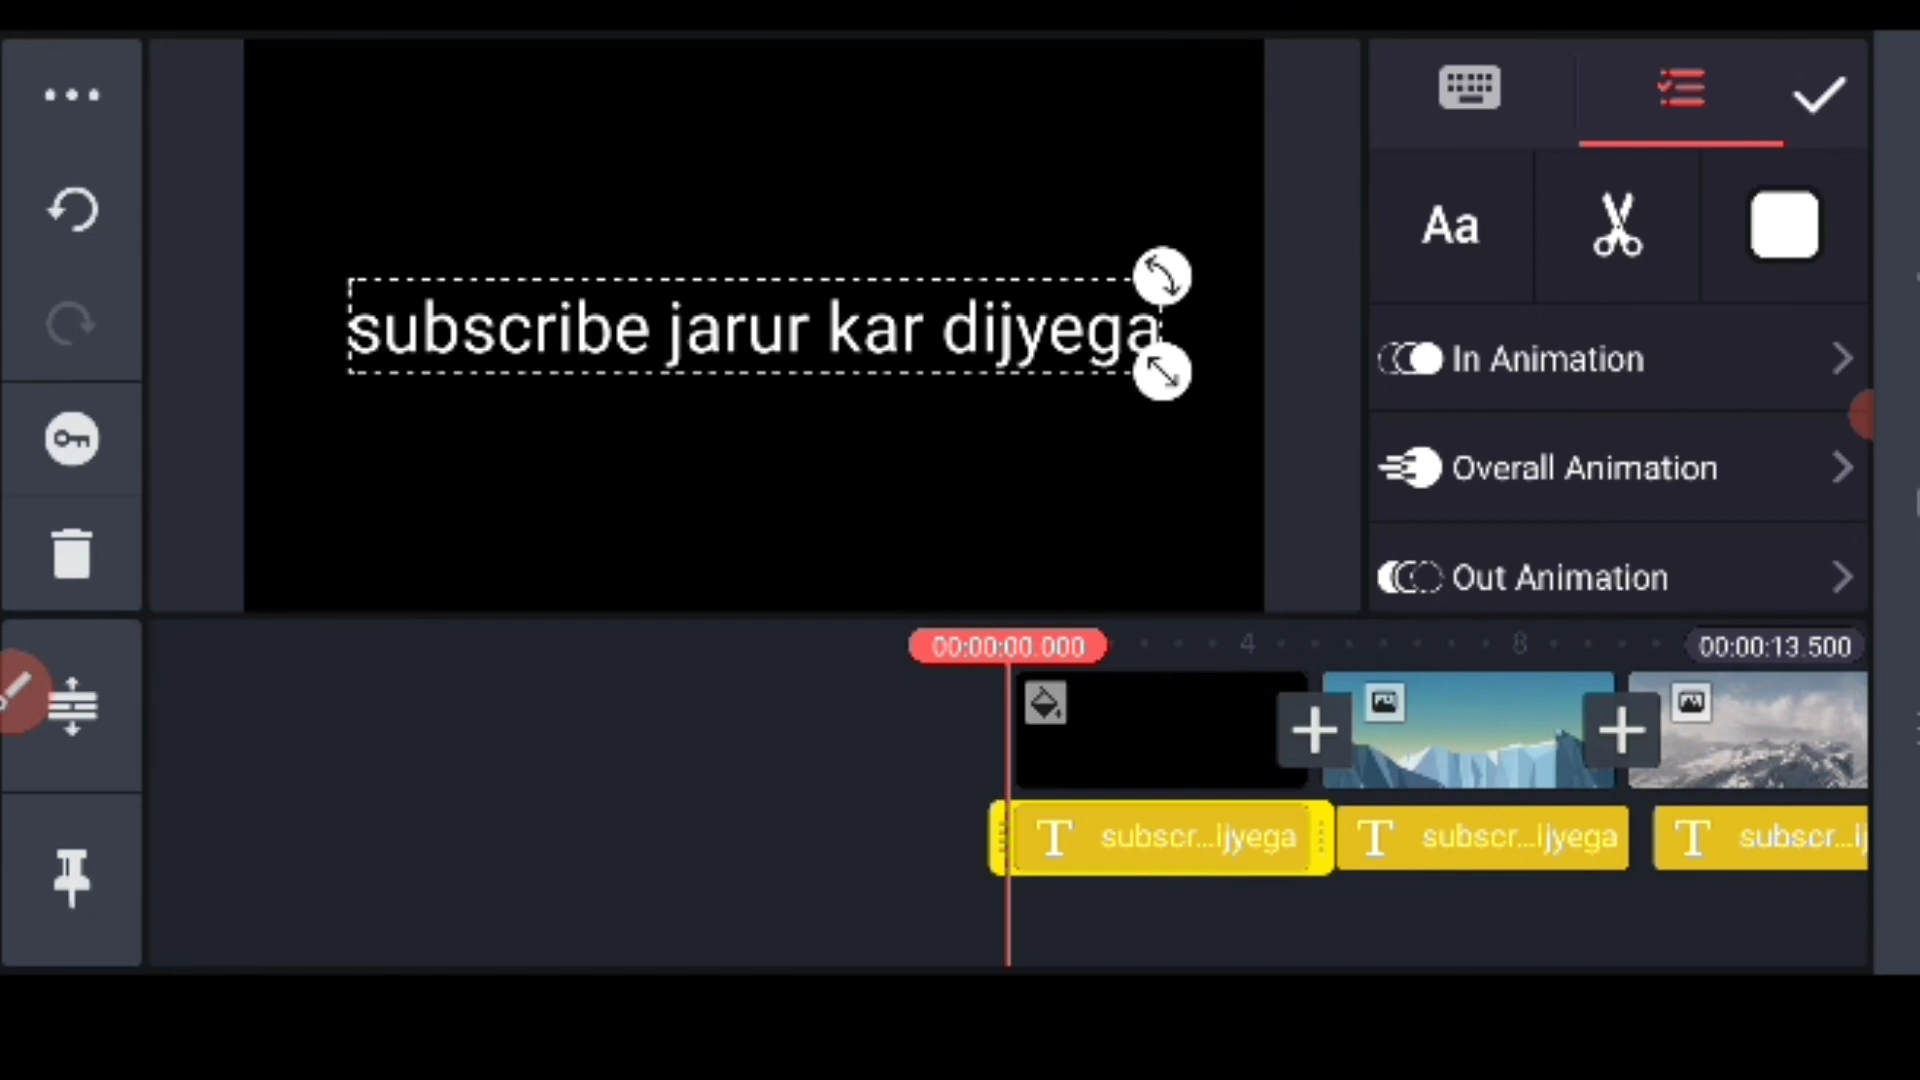 Aa
subscribe jarur kar dijyega
In Animation
Overall Animation
Out Animation
00:00:00.000
4
8
00:00:13.500
T subscr...ijyega
T subscr...ijyega
T subscr...ij